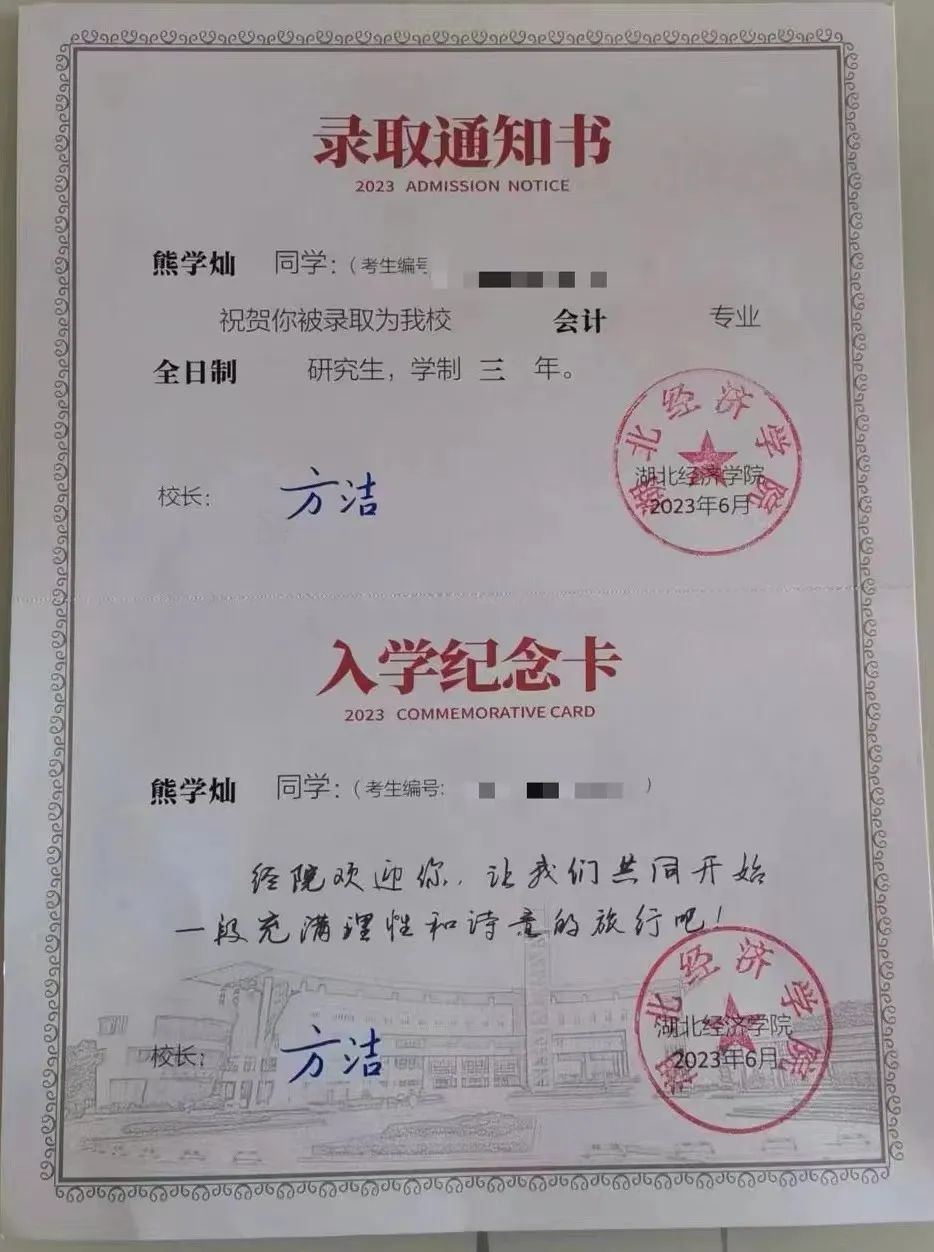 录取通知书
2023 ADMISSION NOTICE
熊学灿 同学：（考生编号
祝贺你被录取为我校 会计 专业
全日制 研究生，学制 三 年。
湖北经济学院
校长： 方洁
湖北经济学院
2023年6月
入学纪念卡
2023 COMMEMORATIVE CARD
熊学灿 同学：（考生编号： ）
经院欢迎你，让我们共同开始
一段充满理性和诗意的旅行吧！
湖北经济学院
校长： 方洁
湖北经济学院
2023年6月